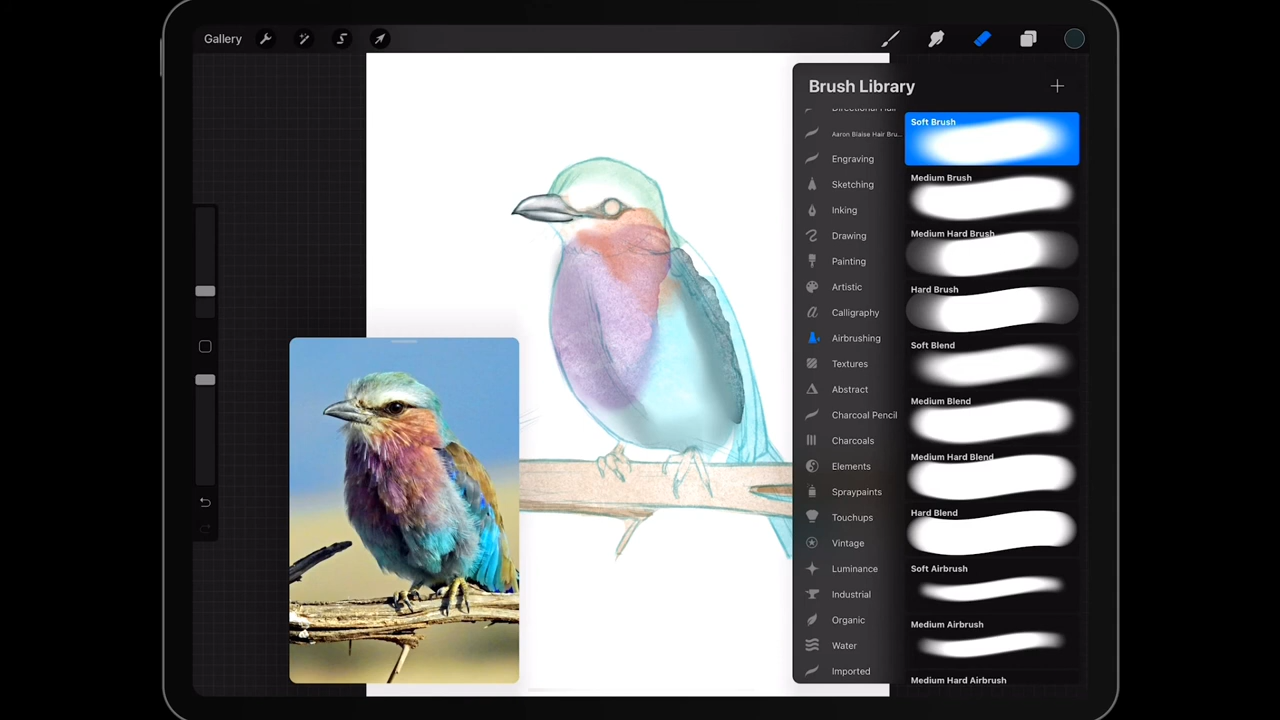 Gallery
Brush Library
Directional Hair
Aaron Blaise Hair Bru...
Engraving
Sketching
Inking
Drawing
Painting
Artistic
Calligraphy
Airbrushing
Textures
Abstract
Charcoal Pencil
Charcoals
Elements
Spraypaints
Touchups
Vintage
Luminance
Industrial
Organic
Water
Imported
Soft Brush
Medium Brush
Medium Hard Brush
Hard Brush
Soft Blend
Medium Blend
Medium Hard Blend
Hard Blend
Soft Airbrush
Medium Airbrush
Medium Hard Airbrush